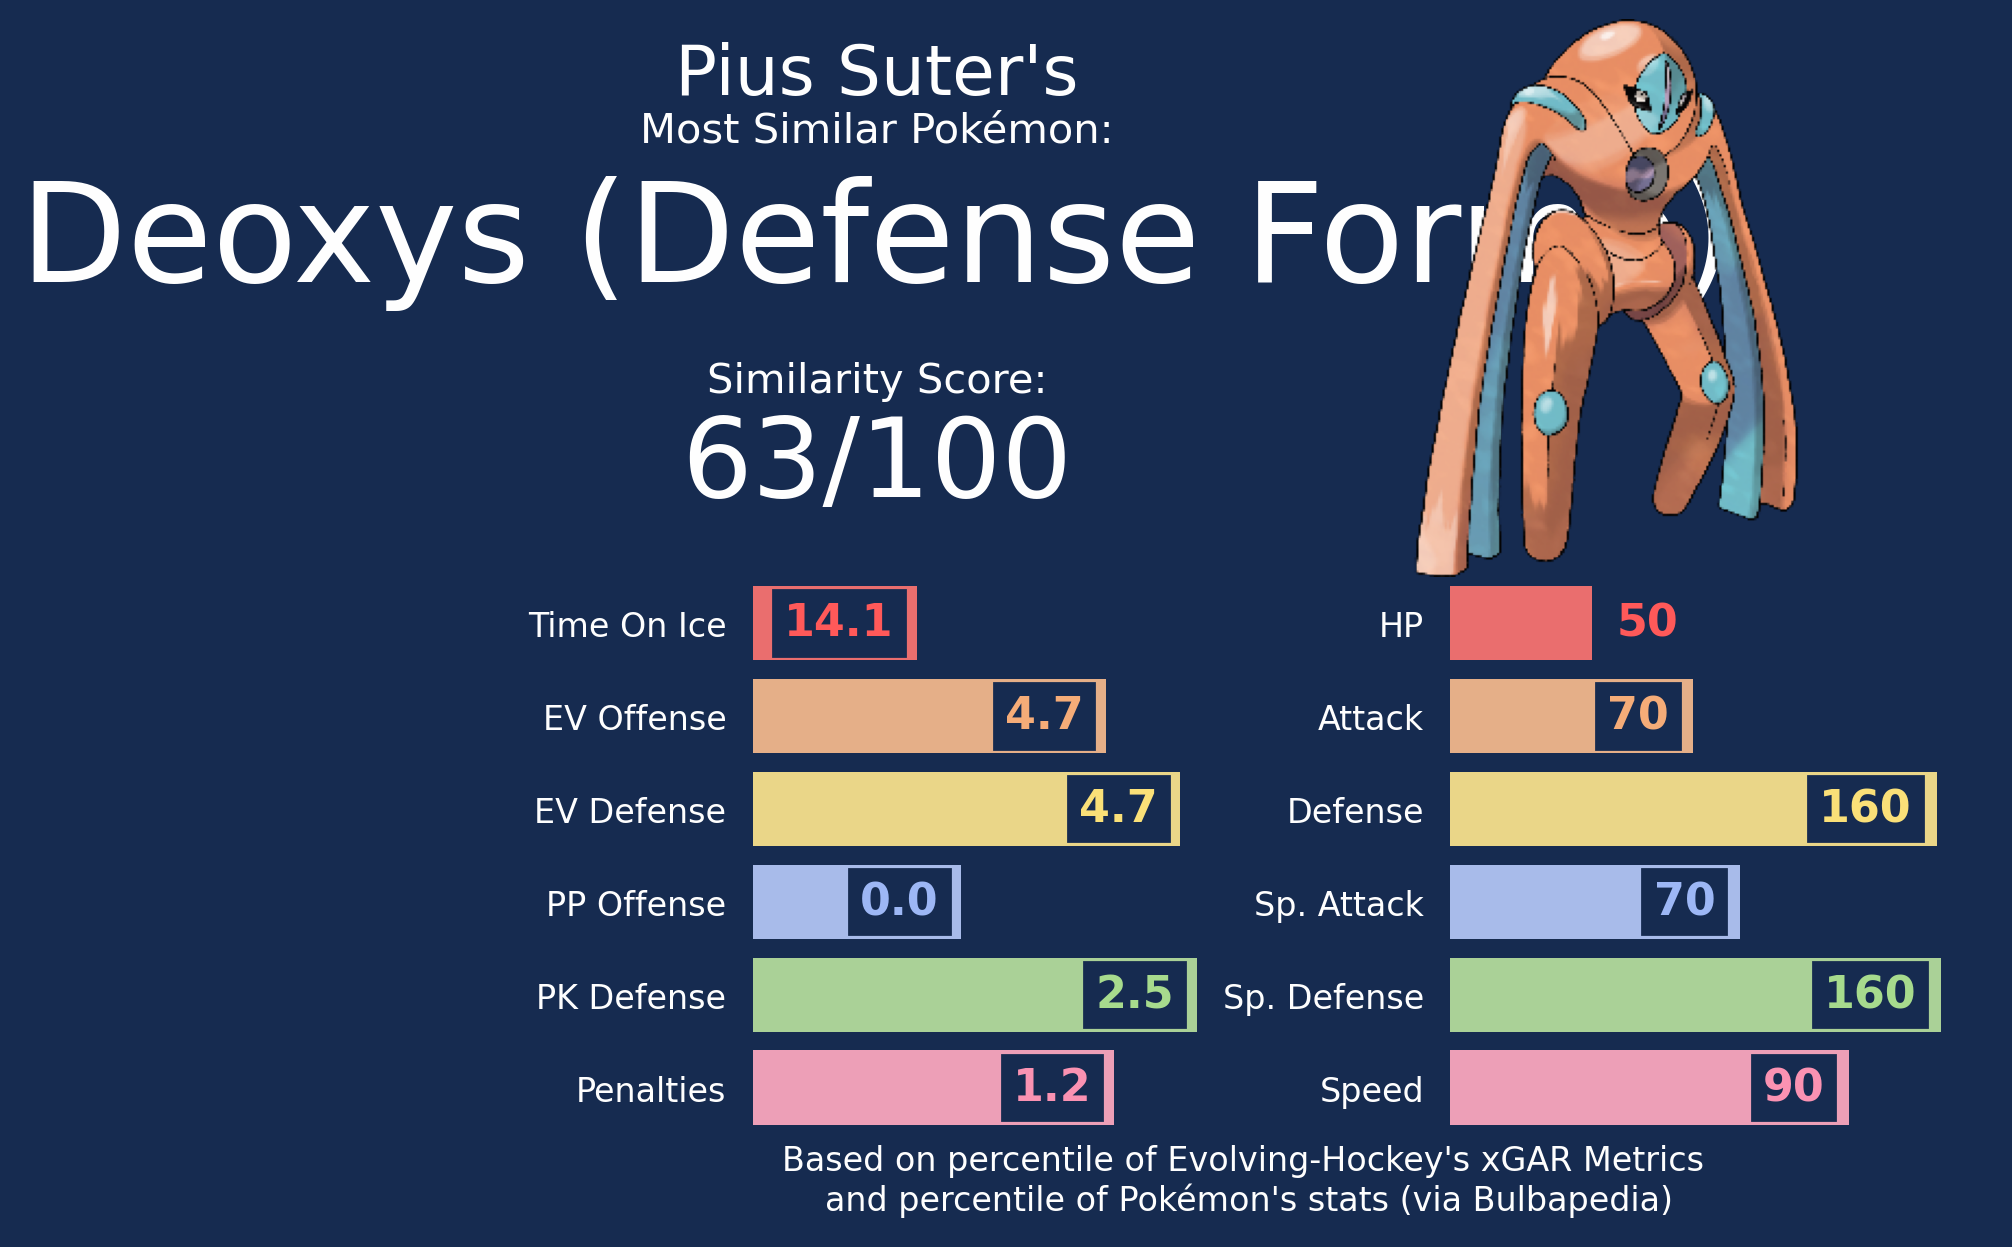 Pius Suter's
Most Similar Pokémon:
Deoxys (Defense Form)
Similarity Score:
63/100
Time On Ice 14.1
EV Offense 4.7
EV Defense 4.7
PP Offense 0.0
PK Defense 2.5
Penalties 1.2
HP 50
Attack 70
Defense 160
Sp. Attack 70
Sp. Defense 160
Speed 90
Based on percentile of Evolving-Hockey's xGAR Metrics
and percentile of Pokémon's stats (via Bulbapedia)